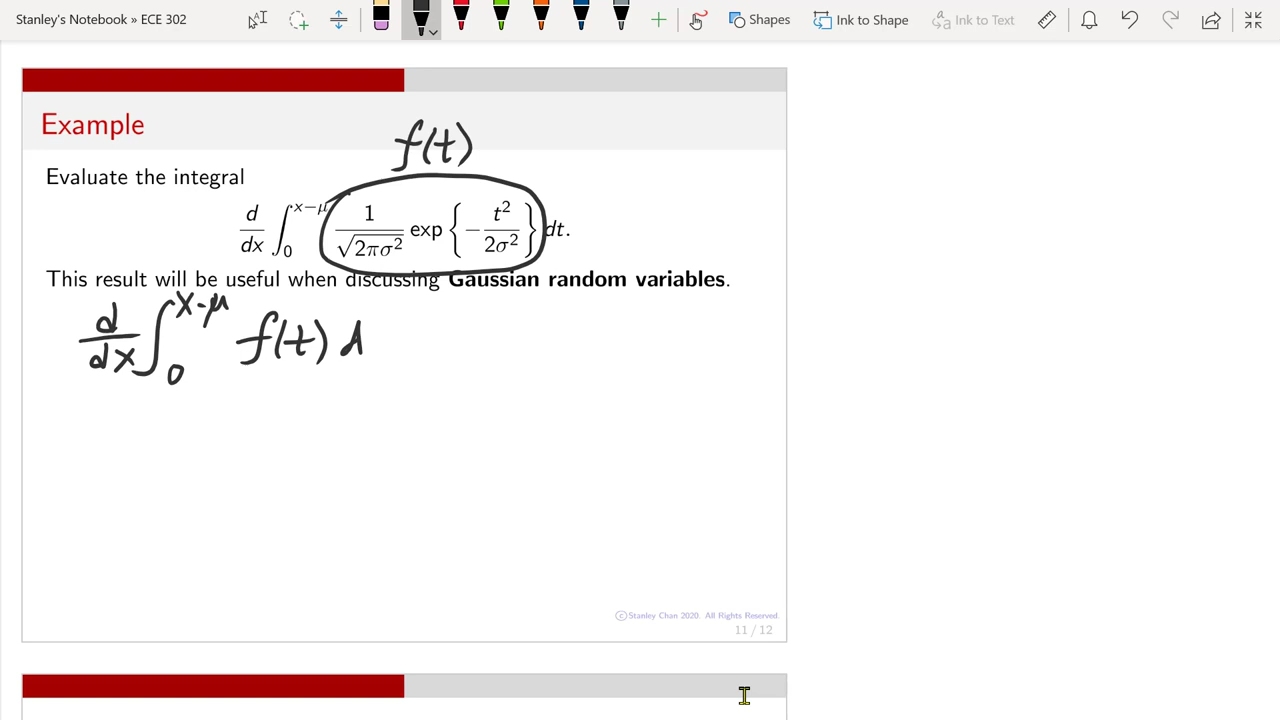 Stanley's Notebook » ECE 302
Shapes
Ink to Shape
Ink to Text
Example
f(t)
Evaluate the integral
d/dx ∫₀^{x−μ} 1/√(2πσ²) exp{−t²/2σ²} dt.
This result will be useful when discussing Gaussian random variables.
d/dx ∫₀^{x-μ} f(t) d
©Stanley Chan 2020. All Rights Reserved.
11 / 12